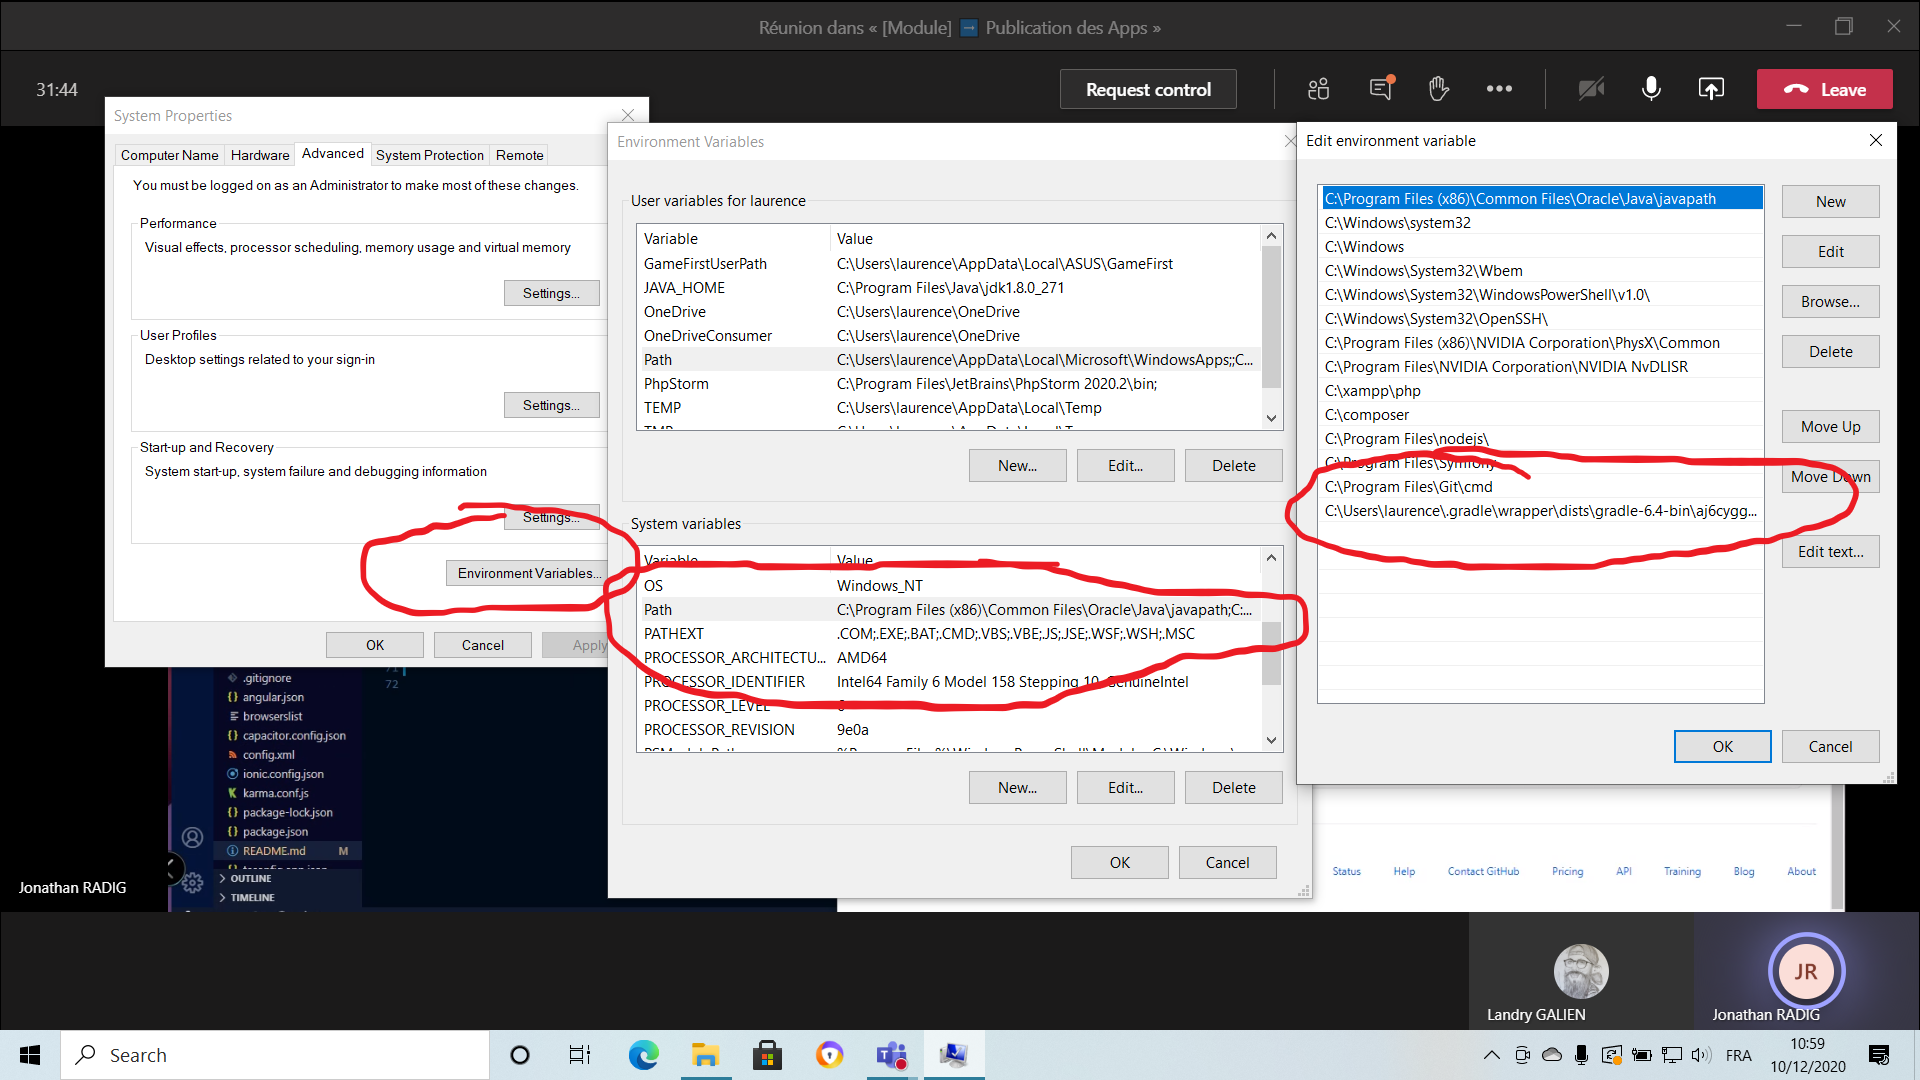 Réunion dans « [Module] ➡ Publication des Apps »
31:44
Request control
Leave
System Properties
Computer Name Hardware Advanced System Protection Remote
You must be logged on as an Administrator to make most of these changes.
Performance
Visual effects, processor scheduling, memory usage and virtual memory
Settings...
User Profiles
Desktop settings related to your sign-in
Settings...
Start-up and Recovery
System start-up, system failure and debugging information
Settings...
Environment Variables...
OK Cancel Apply
Environment Variables
User variables for laurence
Variable Value
GameFirstUserPath C:\Users\laurence\AppData\Local\ASUS\GameFirst
JAVA_HOME C:\Program Files\Java\jdk1.8.0_271
OneDrive C:\Users\laurence\OneDrive
OneDriveConsumer C:\Users\laurence\OneDrive
Path C:\Users\laurence\AppData\Local\Microsoft\WindowsApps;;C...
PhpStorm C:\Program Files\JetBrains\PhpStorm 2020.2\bin;
TEMP C:\Users\laurence\AppData\Local\Temp
New... Edit... Delete
System variables
Variable Value
OS Windows_NT
Path C:\Program Files (x86)\Common Files\Oracle\Java\javapath;C:...
PATHEXT .COM;.EXE;.BAT;.CMD;.VBS;.VBE;.JS;.JSE;.WSF;.WSH;.MSC
PROCESSOR_ARCHITECTU... AMD64
PROCESSOR_IDENTIFIER Intel64 Family 6 Model 158 Stepping 10, GenuineIntel
PROCESSOR_LEVEL 6
PROCESSOR_REVISION 9e0a
New... Edit... Delete
OK Cancel
Edit environment variable
C:\Program Files (x86)\Common Files\Oracle\Java\javapath
C:\Windows\system32
C:\Windows
C:\Windows\System32\Wbem
C:\Windows\System32\WindowsPowerShell\v1.0\
C:\Windows\System32\OpenSSH\
C:\Program Files (x86)\NVIDIA Corporation\PhysX\Common
C:\Program Files\NVIDIA Corporation\NVIDIA NvDLISR
C:\xampp\php
C:\composer
C:\Program Files\nodejs\
C:\Program Files\Symfony
C:\Program Files\Git\cmd
C:\Users\laurence\.gradle\wrapper\dists\gradle-6.4-bin\aj6cygg...
New
Edit
Browse...
Delete
Move Up
Move Down
Edit text...
OK Cancel
72
.gitignore
angular.json
browserslist
capacitor.config.json
config.xml
ionic.config.json
karma.conf.js
package-lock.json
package.json
README.md M
OUTLINE
TIMELINE
Jonathan RADIG
Status Help Contact GitHub Pricing API Training Blog About
JR
Landry GALIEN
Jonathan RADIG
Search
FRA
10:59
10/12/2020